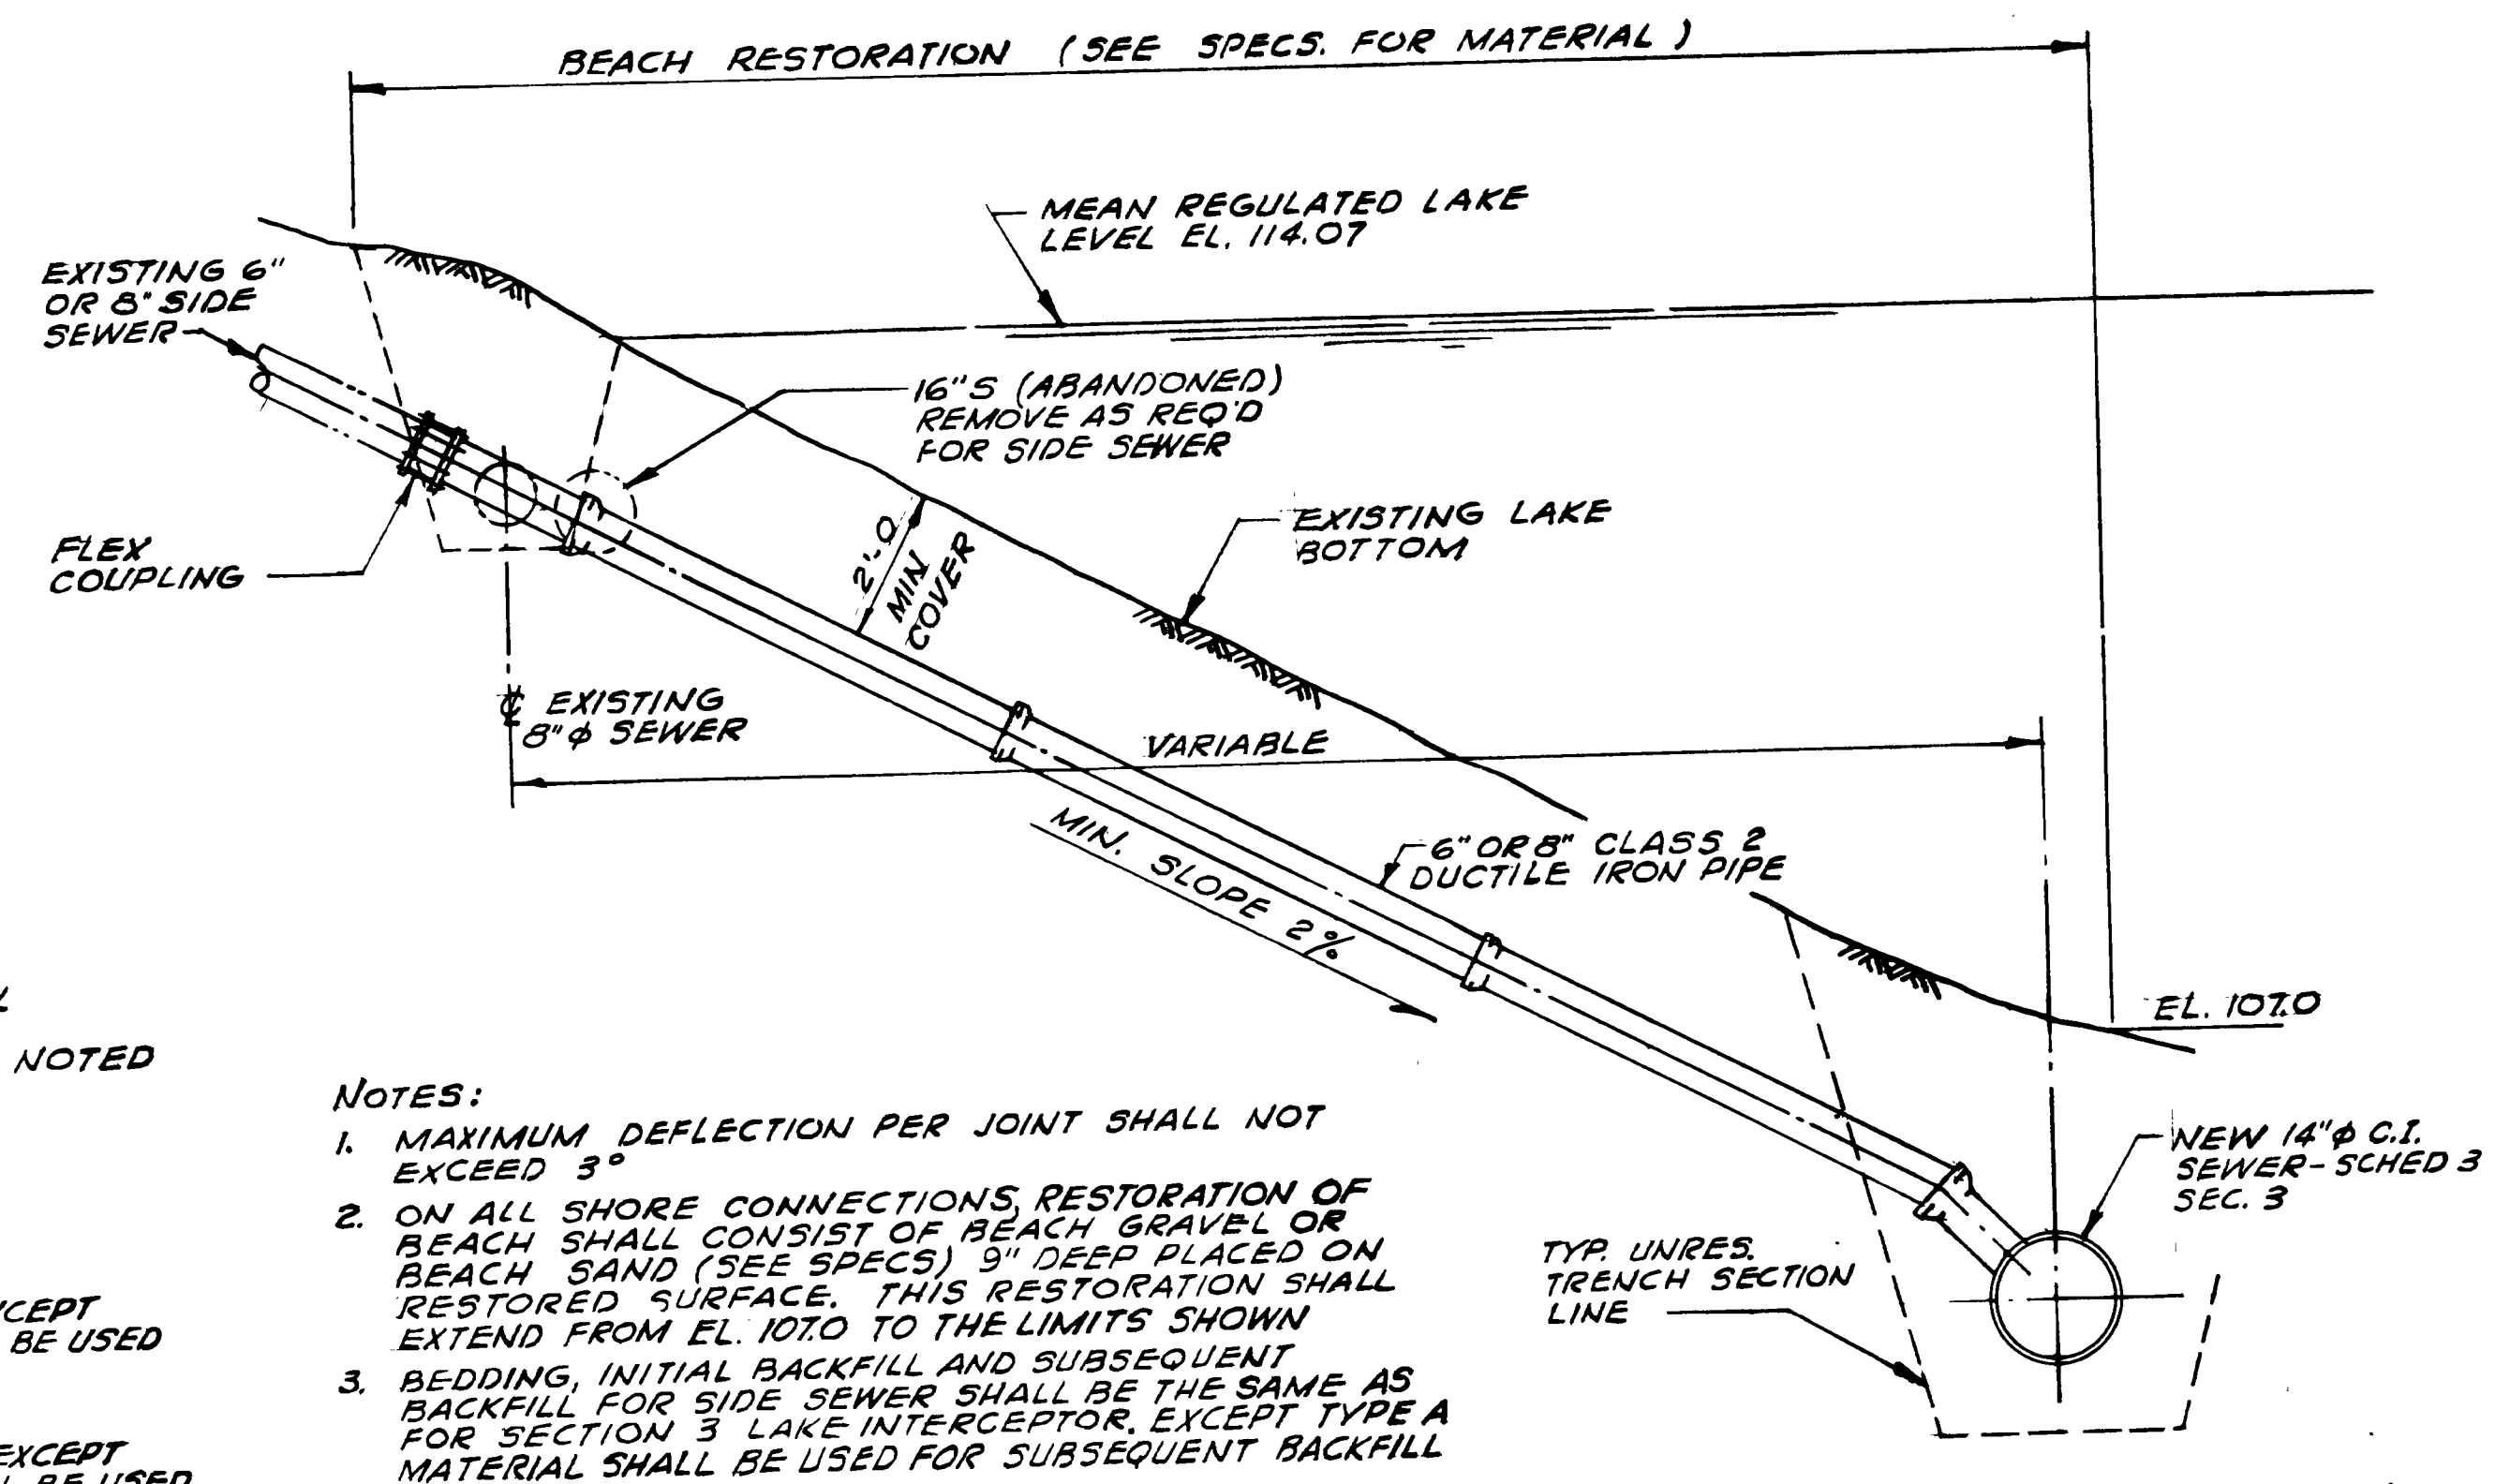 BEACH RESTORATION (SEE SPECS. FOR MATERIAL)
MEAN REGULATED LAKE
LEVEL EL. 114.07
EXISTING 6"
OR 8" SIDE
SEWER
16"S (ABANDONED)
REMOVE AS REQ'D
FOR SIDE SEWER
EXISTING LAKE
BOTTOM
FLEX
COUPLING
2'-0
MIN
COVER
℄ EXISTING
8"ϕ SEWER
VARIABLE
MIN. SLOPE 2%
6" OR 8" CLASS 2
DUCTILE IRON PIPE
EL. 107.0
NOTED
NEW 14"ϕ C.I.
SEWER-SCHED 3
SEC. 3
TYP. UNRES.
TRENCH SECTION
LINE
NOTES:
1. MAXIMUM DEFLECTION PER JOINT SHALL NOT
EXCEED 3°
2. ON ALL SHORE CONNECTIONS, RESTORATION OF
BEACH SHALL CONSIST OF BEACH GRAVEL OR
BEACH SAND (SEE SPECS) 9" DEEP PLACED ON
RESTORED SURFACE. THIS RESTORATION SHALL
EXTEND FROM EL. 107.0 TO THE LIMITS SHOWN
3. BEDDING, INITIAL BACKFILL AND SUBSEQUENT
BACKFILL FOR SIDE SEWER SHALL BE THE SAME AS
FOR SECTION 3 LAKE INTERCEPTOR. EXCEPT TYPE A
MATERIAL SHALL BE USED FOR SUBSEQUENT BACKFILL
BE USED
EXCEPT
BE USED